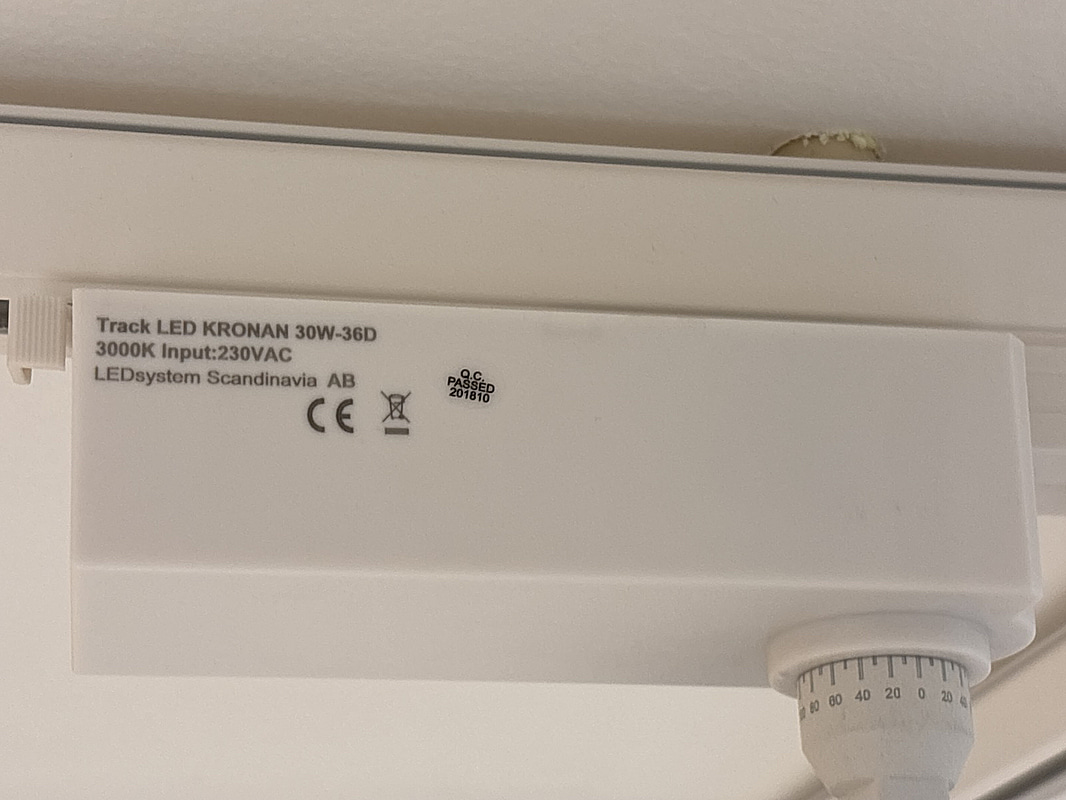 Track LED KRONAN 30W-36D
3000K Input:230VAC
LEDsystem Scandinavia AB
CE
Q.C.
PASSED
201810
80 60 40 20 0 20